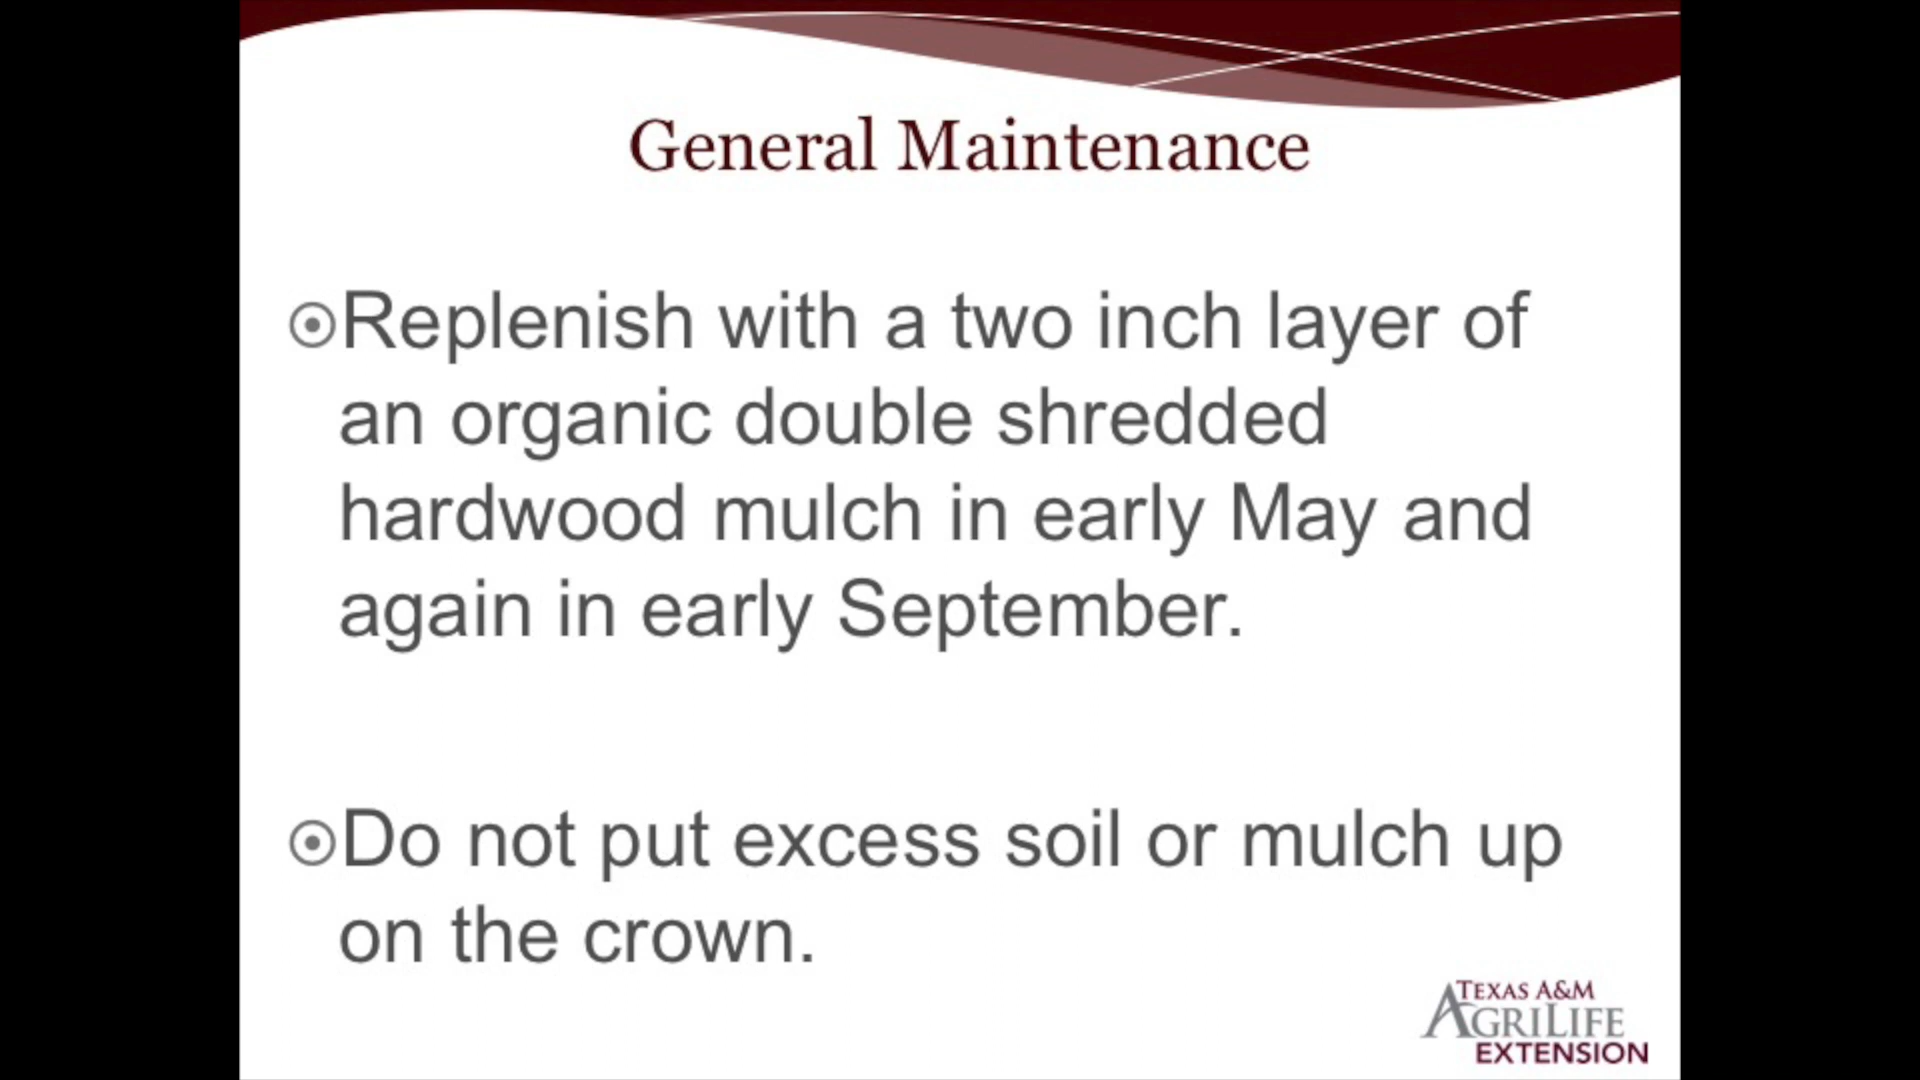 General Maintenance
Replenish with a two inch layer of
an organic double shredded
hardwood mulch in early May and
again in early September.
Do not put excess soil or mulch up
on the crown.
TEXAS A&M
AGRILIFE
EXTENSION